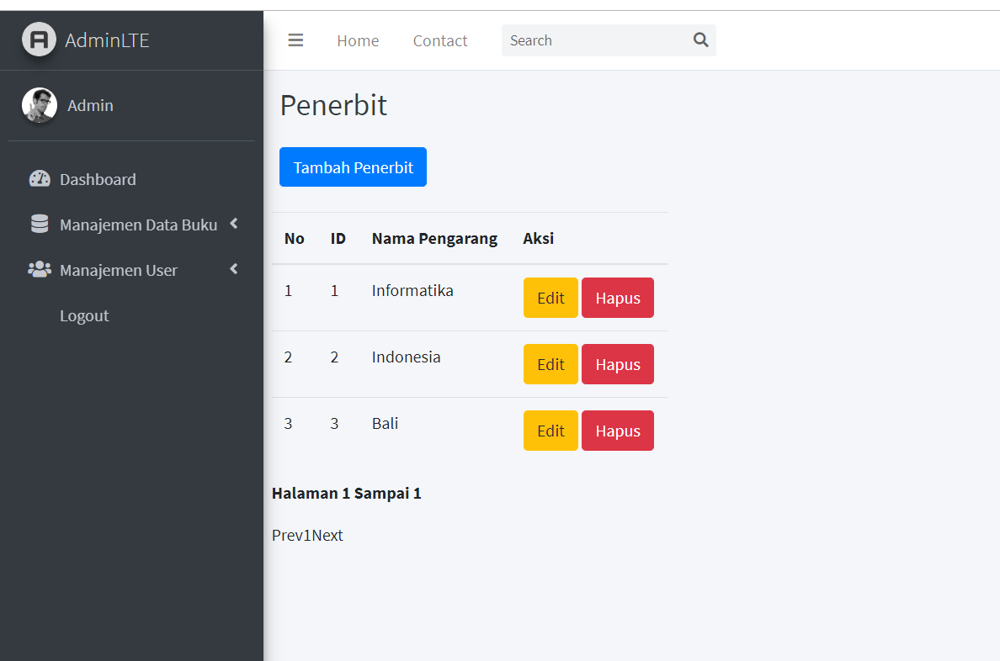 AdminLTE
Home Contact Search
Admin
Penerbit
Tambah Penerbit
Dashboard
Manajemen Data Buku
Manajemen User
Logout
No ID Nama Pengarang Aksi
1 1 Informatika Edit Hapus
2 2 Indonesia Edit Hapus
3 3 Bali Edit Hapus
Halaman 1 Sampai 1
Prev1Next